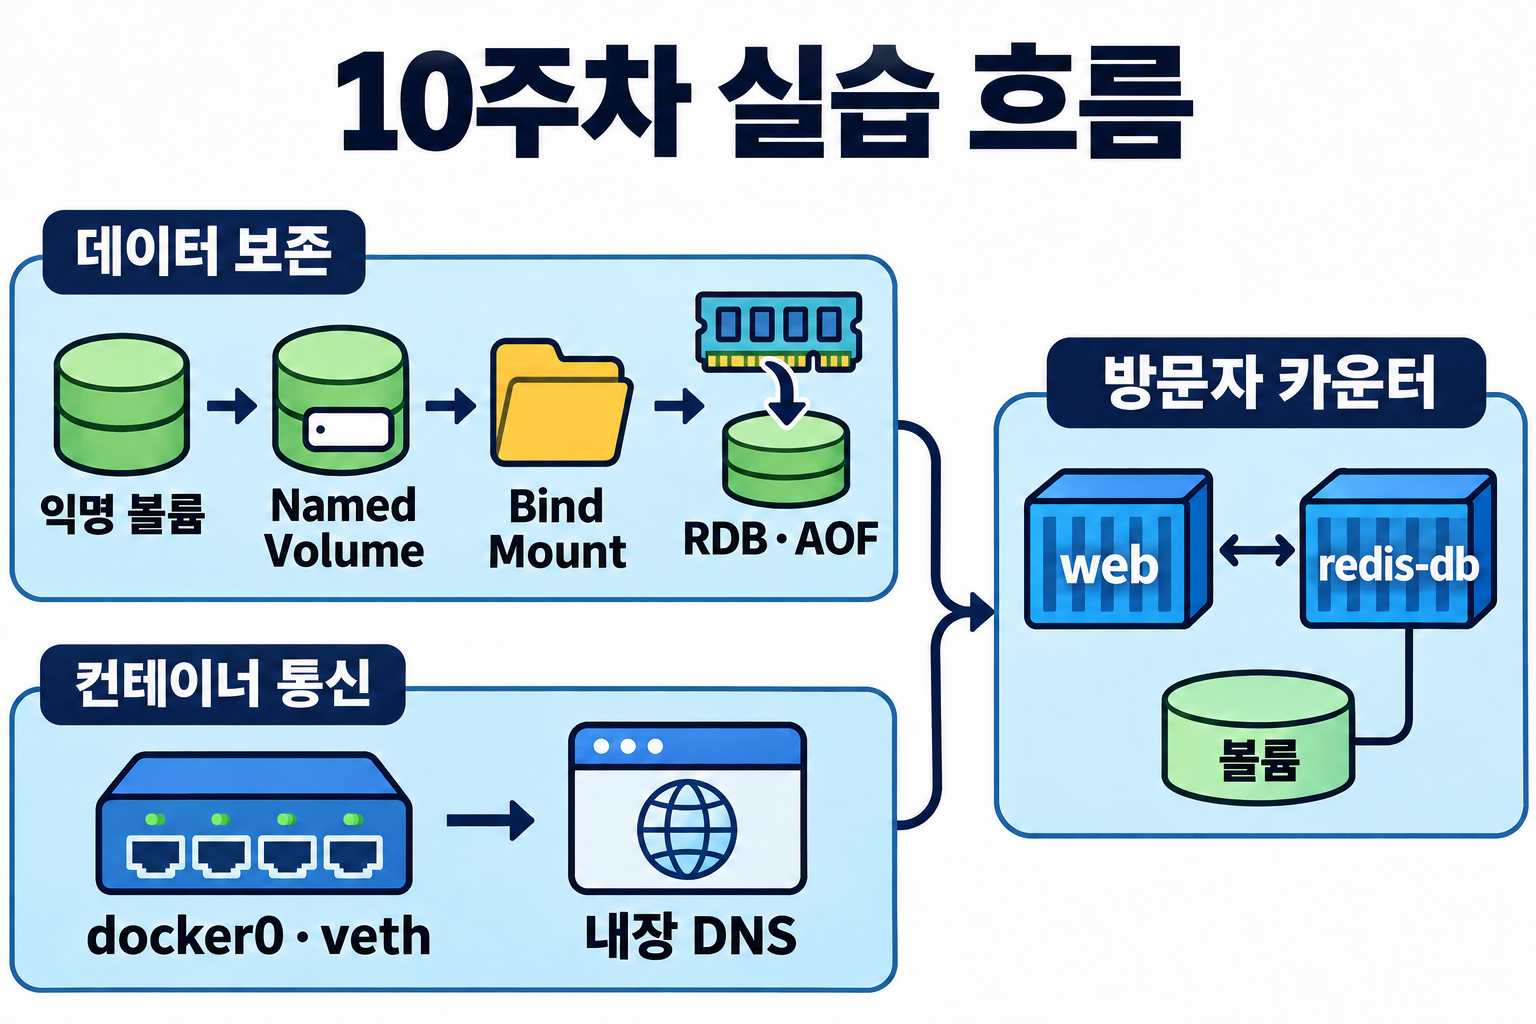 10주차 실습 흐름
데이터 보존
익명 볼륨
Named
Volume
Bind
Mount
RDB · AOF
컨테이너 통신
docker0 · veth
내장 DNS
방문자 카운터
web
redis-db
볼륨